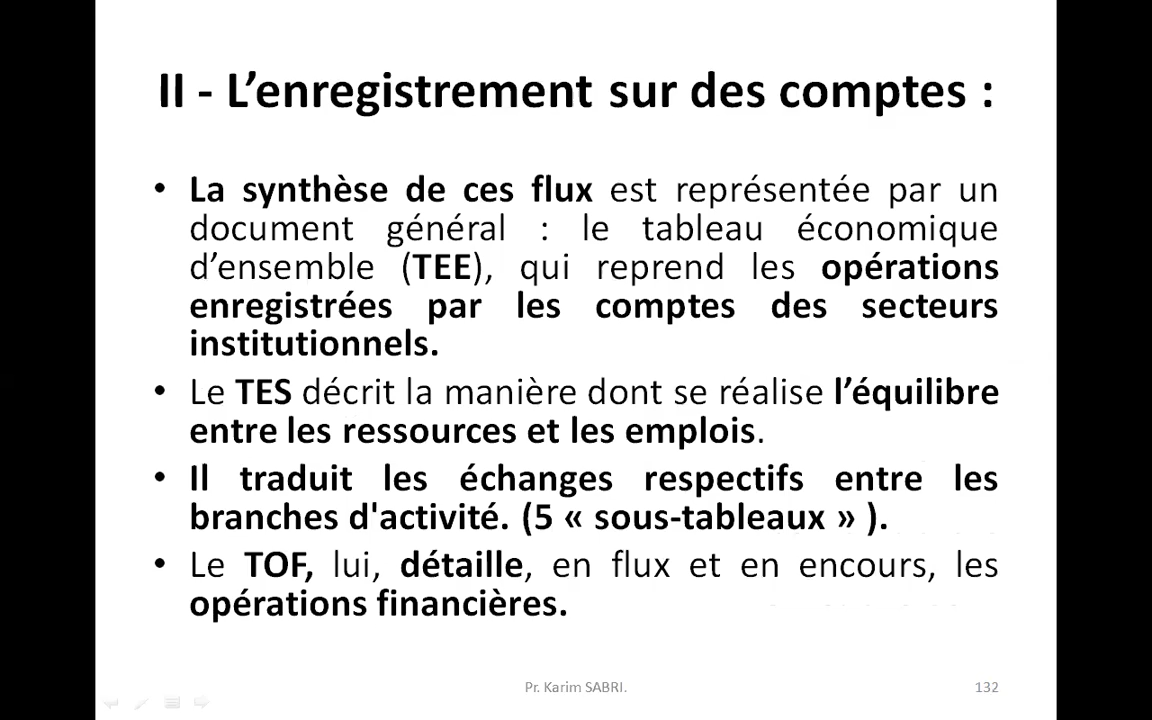 II - L’enregistrement sur des comptes :
• La synthèse de ces flux est représentée par un
document général : le tableau économique
d’ensemble (TEE), qui reprend les opérations
enregistrées par les comptes des secteurs
institutionnels.
• Le TES décrit la manière dont se réalise l’équilibre
entre les ressources et les emplois.
• Il traduit les échanges respectifs entre les
branches d'activité. (5 « sous-tableaux » ).
• Le TOF, lui, détaille, en flux et en encours, les
opérations financières.
Pr. Karim SABRI.
132